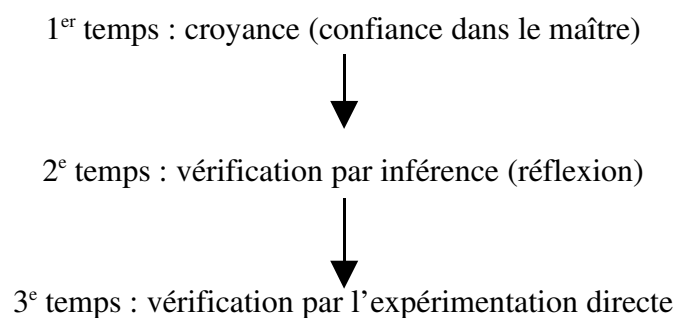 1er temps : croyance (confiance dans le maître)
2e temps : vérification par inférence (réflexion)
3e temps : vérification par l’expérimentation directe